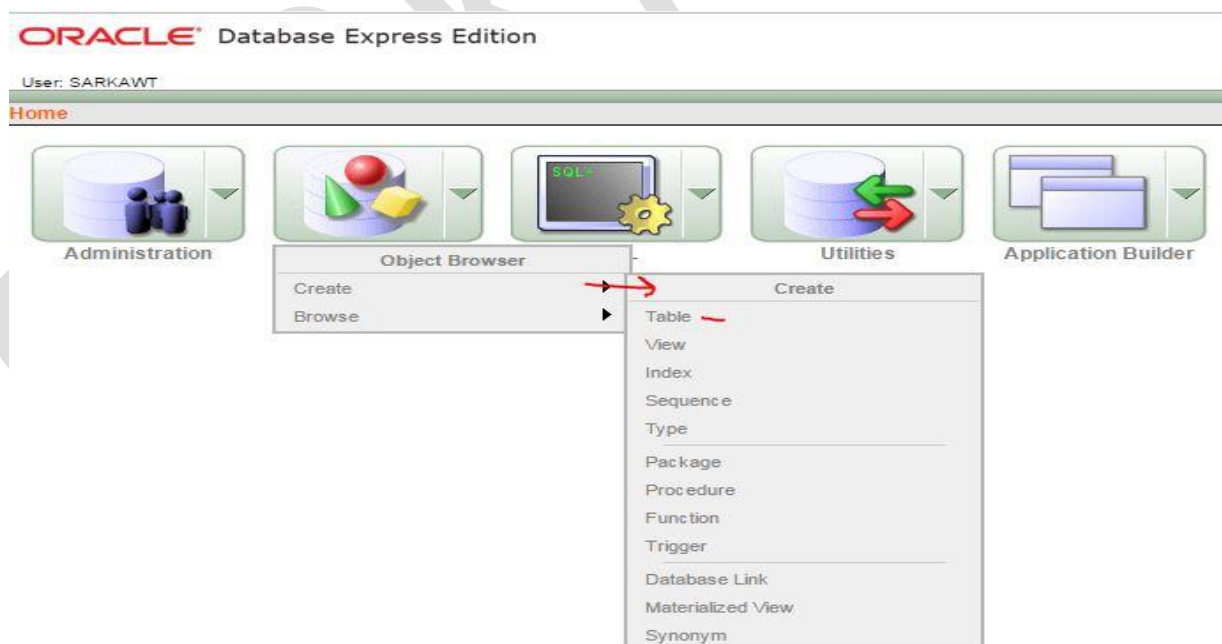 ORACLE® Database Express Edition
User: SARKAWT
Home
SQL>
Administration
Object Browser
Utilities
Application Builder
Create
Browse
Create
Table
View
Index
Sequence
Type
Package
Procedure
Function
Trigger
Database Link
Materialized View
Synonym